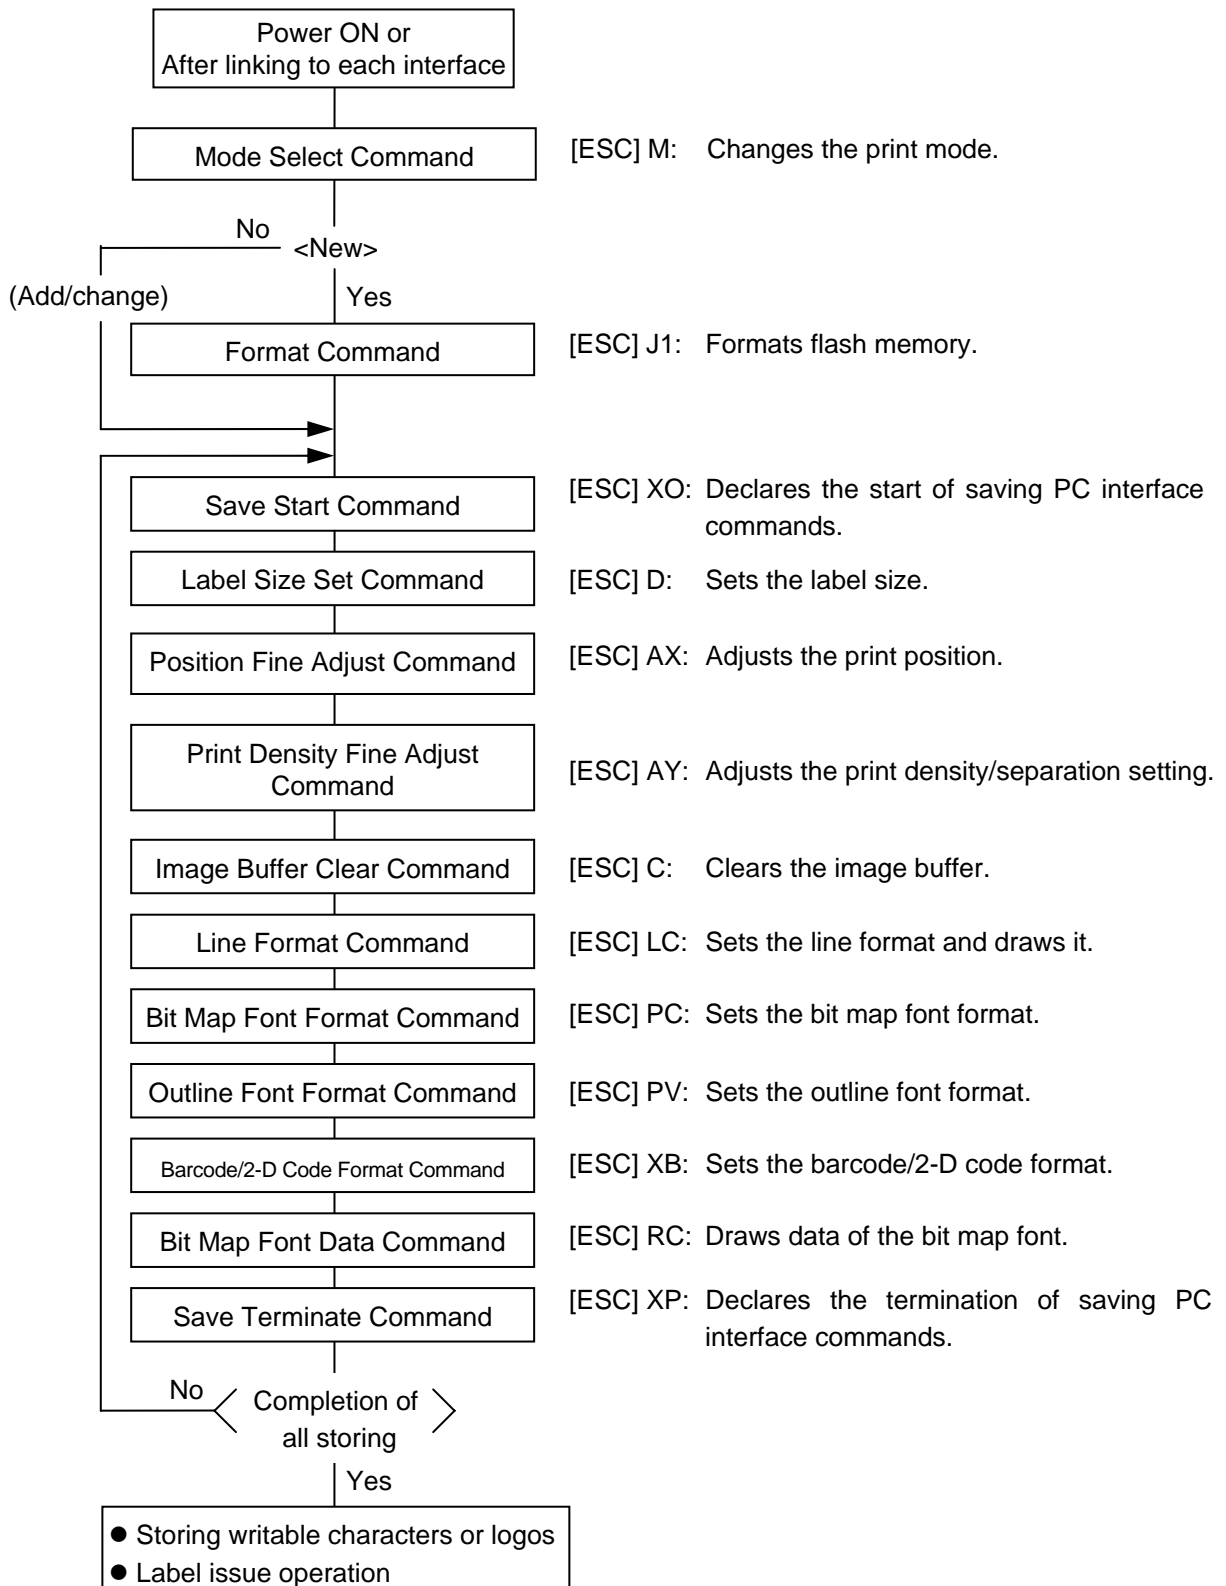 Power ON or
After linking to each interface
Mode Select Command
[ESC] M: Changes the print mode.
No
<New>
(Add/change)
Yes
Format Command
[ESC] J1: Formats flash memory.
Save Start Command
[ESC] XO: Declares the start of saving PC interface
commands.
Label Size Set Command
[ESC] D: Sets the label size.
Position Fine Adjust Command
[ESC] AX: Adjusts the print position.
Print Density Fine Adjust
Command
[ESC] AY: Adjusts the print density/separation setting.
Image Buffer Clear Command
[ESC] C: Clears the image buffer.
Line Format Command
[ESC] LC: Sets the line format and draws it.
Bit Map Font Format Command
[ESC] PC: Sets the bit map font format.
Outline Font Format Command
[ESC] PV: Sets the outline font format.
Barcode/2-D Code Format Command
[ESC] XB: Sets the barcode/2-D code format.
Bit Map Font Data Command
[ESC] RC: Draws data of the bit map font.
Save Terminate Command
[ESC] XP: Declares the termination of saving PC
interface commands.
No
Completion of
all storing
Yes
● Storing writable characters or logos
● Label issue operation